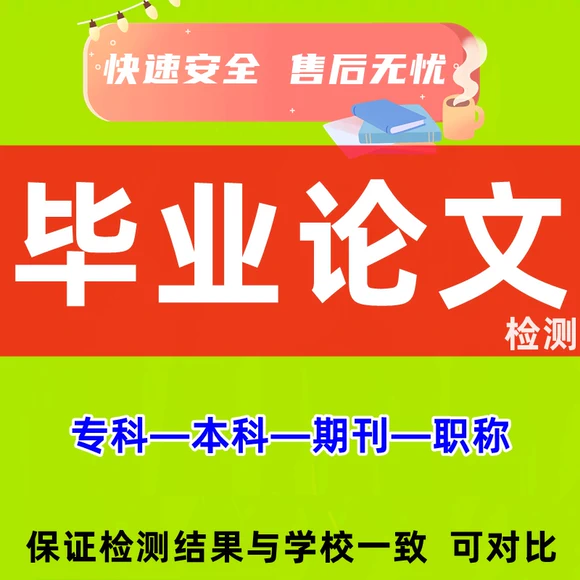 快速安全 售后无忧
毕业论文
检测
专科—本科—期刊—职称
保证检测结果与学校一致 可对比